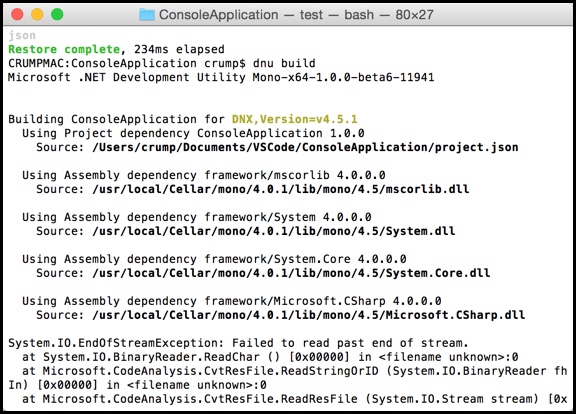 ConsoleApplication — test — bash — 80×27
json
Restore complete, 234ms elapsed
CRUMPMAC:ConsoleApplication crump$ dnu build
Microsoft .NET Development Utility Mono-x64-1.0.0-beta6-11941
Building ConsoleApplication for DNX,Version=v4.5.1
Using Project dependency ConsoleApplication 1.0.0
Source: /Users/crump/Documents/VSCode/ConsoleApplication/project.json
Using Assembly dependency framework/mscorlib 4.0.0.0
Source: /usr/local/Cellar/mono/4.0.1/lib/mono/4.5/mscorlib.dll
Using Assembly dependency framework/System 4.0.0.0
Source: /usr/local/Cellar/mono/4.0.1/lib/mono/4.5/System.dll
Using Assembly dependency framework/System.Core 4.0.0.0
Source: /usr/local/Cellar/mono/4.0.1/lib/mono/4.5/System.Core.dll
Using Assembly dependency framework/Microsoft.CSharp 4.0.0.0
Source: /usr/local/Cellar/mono/4.0.1/lib/mono/4.5/Microsoft.CSharp.dll
System.IO.EndOfStreamException: Failed to read past end of stream.
at System.IO.BinaryReader.ReadChar () [0x00000] in <filename unknown>:0
at Microsoft.CodeAnalysis.CvtResFile.ReadStringOrID (System.IO.BinaryReader fh
In) [0x00000] in <filename unknown>:0
at Microsoft.CodeAnalysis.CvtResFile.ReadResFile (System.IO.Stream stream) [0x